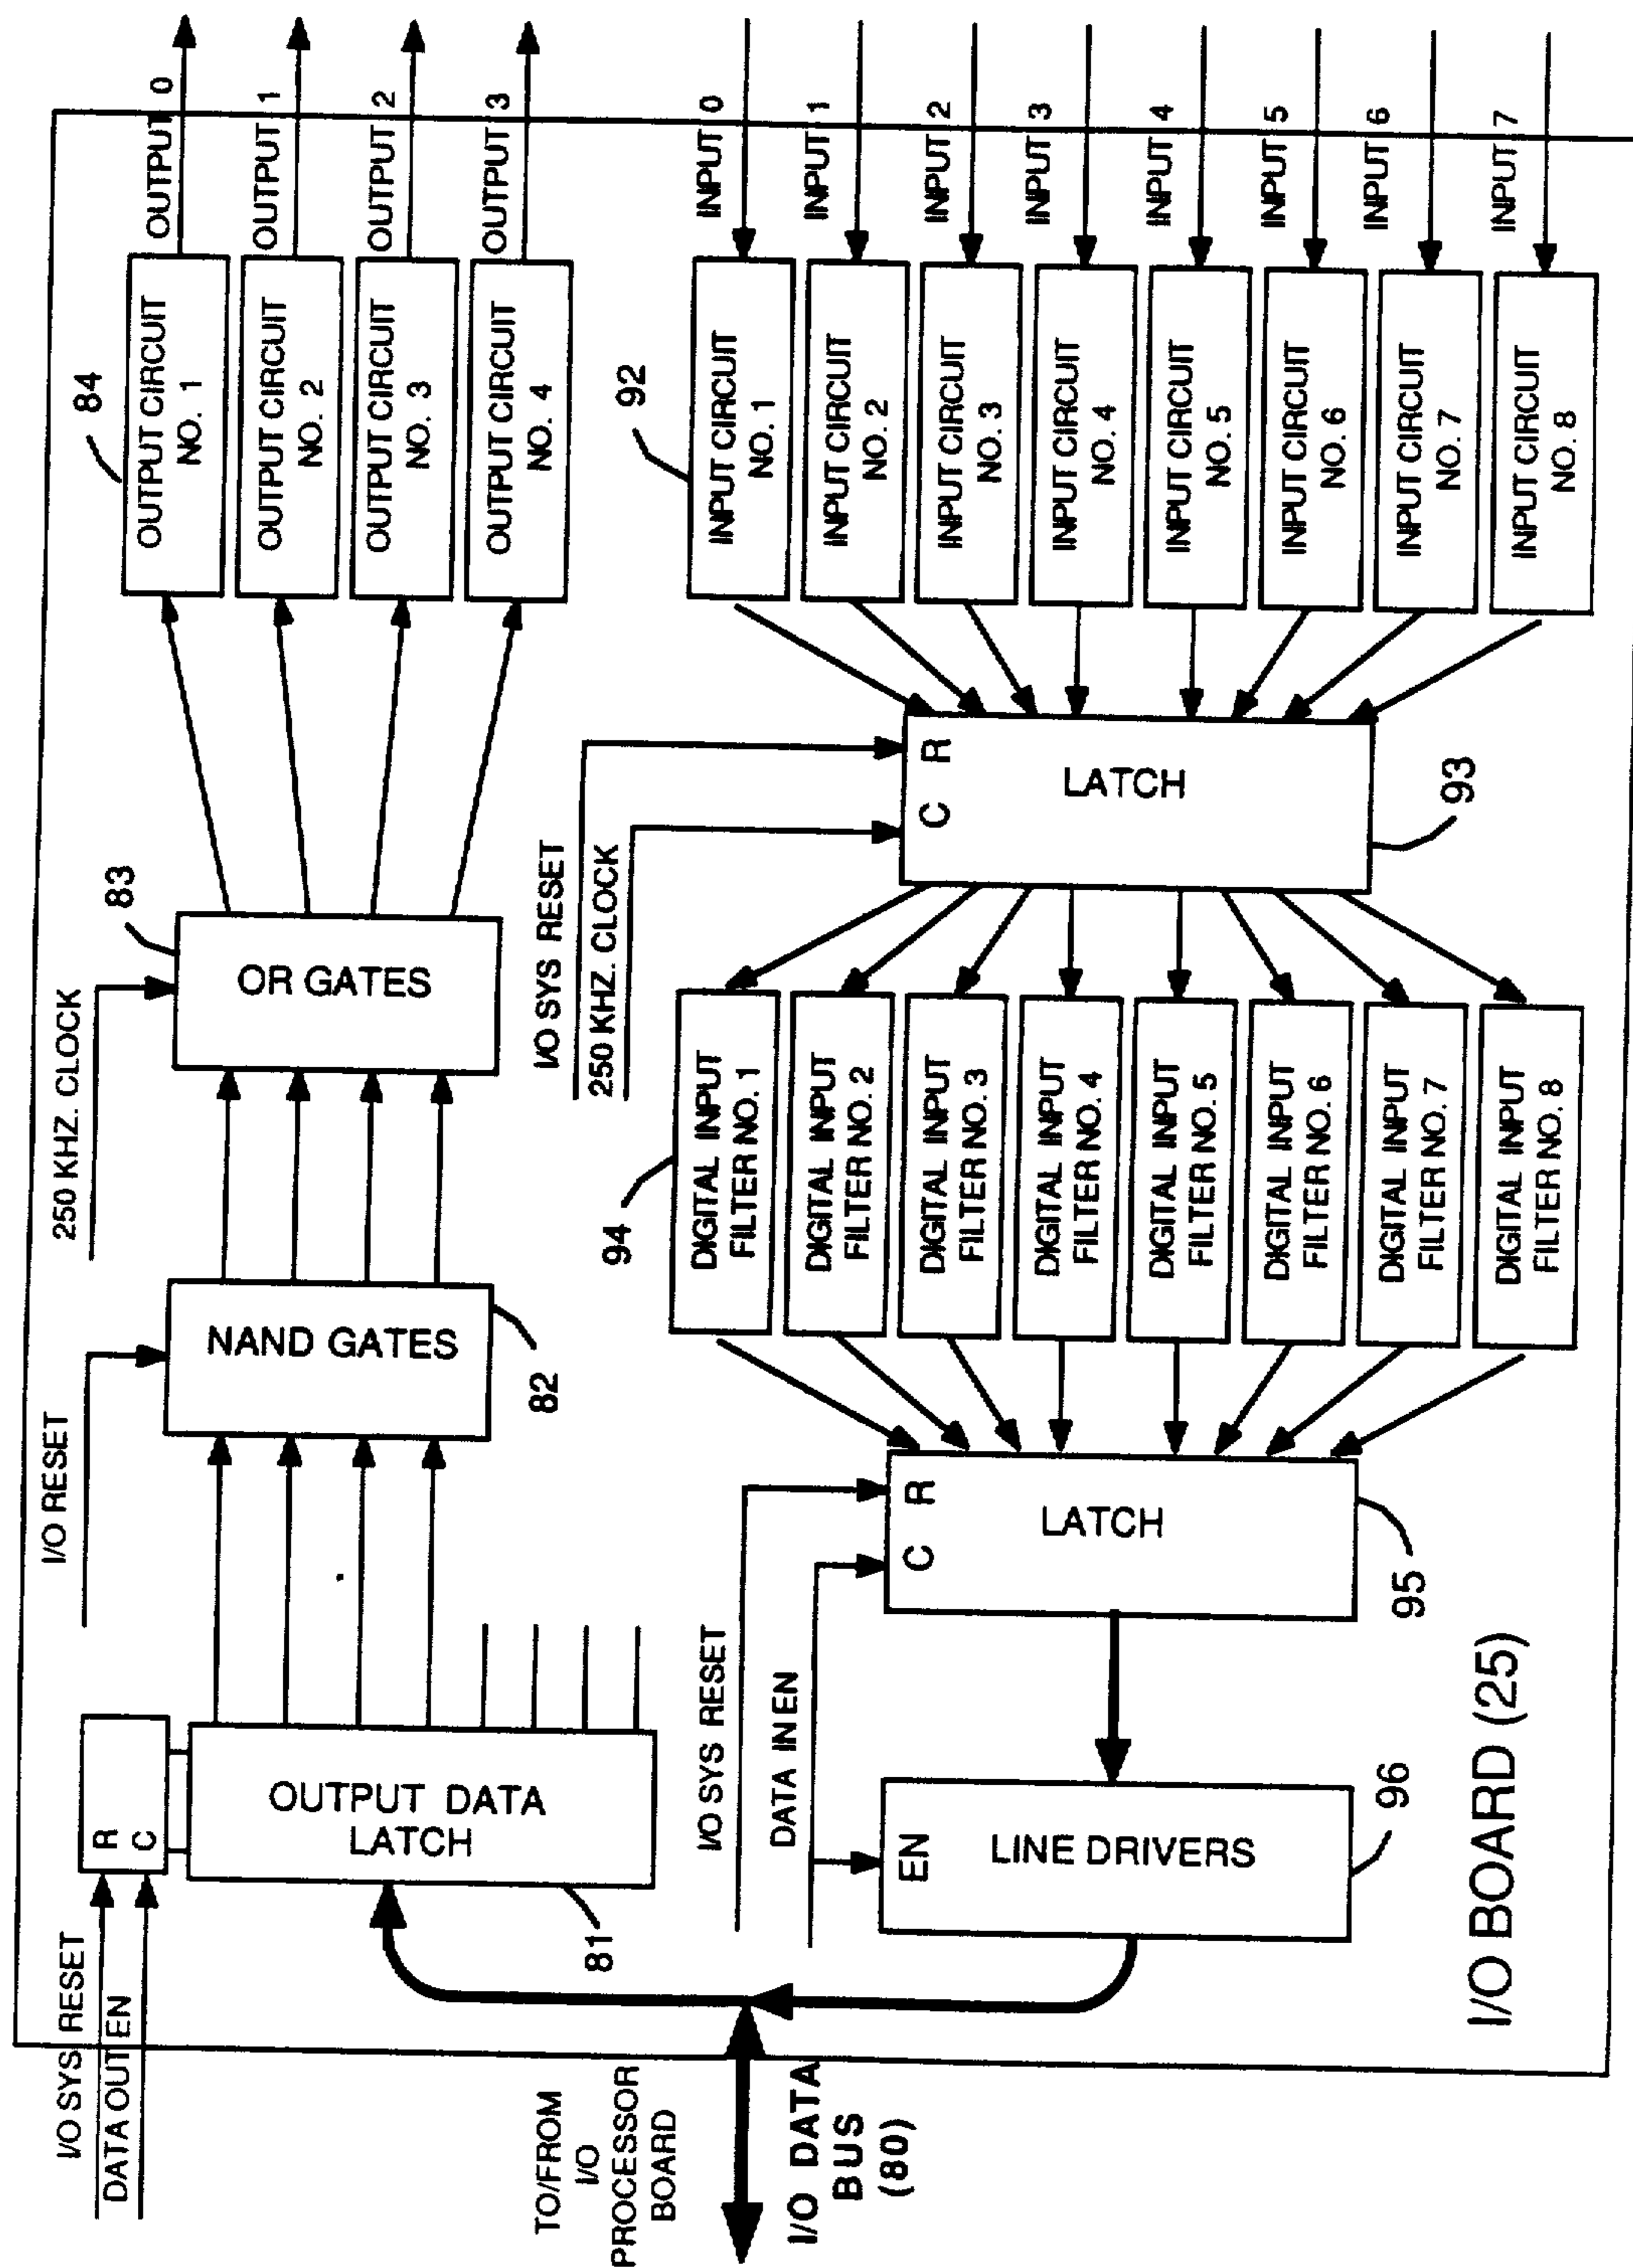 I/O SYS RESET
DATA OUT EN
R
C
OUTPUT DATA
LATCH
81
I/O RESET
NAND GATES
82
250 KHZ. CLOCK
OR GATES
83
84
OUTPUT CIRCUIT
NO. 1
OUTPUT CIRCUIT
NO. 2
OUTPUT CIRCUIT
NO. 3
OUTPUT CIRCUIT
NO. 4
OUTPUT 0
OUTPUT 1
OUTPUT 2
OUTPUT 3
TO/FROM
I/O
PROCESSOR
BOARD
I/O DATA
BUS
(80)
I/O SYS RESET
DATA IN EN
EN
LINE DRIVERS
96
C
R
LATCH
95
94
DIGITAL INPUT
FILTER NO. 1
DIGITAL INPUT
FILTER NO. 2
DIGITAL INPUT
FILTER NO. 3
DIGITAL INPUT
FILTER NO. 4
DIGITAL INPUT
FILTER NO. 5
DIGITAL INPUT
FILTER NO. 6
DIGITAL INPUT
FILTER NO. 7
DIGITAL INPUT
FILTER NO. 8
I/O SYS RESET
250 KHZ. CLOCK
C
R
LATCH
93
92
INPUT CIRCUIT
NO. 1
INPUT CIRCUIT
NO. 2
INPUT CIRCUIT
NO. 3
INPUT CIRCUIT
NO. 4
INPUT CIRCUIT
NO. 5
INPUT CIRCUIT
NO. 6
INPUT CIRCUIT
NO. 7
INPUT CIRCUIT
NO. 8
INPUT 0
INPUT 1
INPUT 2
INPUT 3
INPUT 4
INPUT 5
INPUT 6
INPUT 7
I/O BOARD (25)